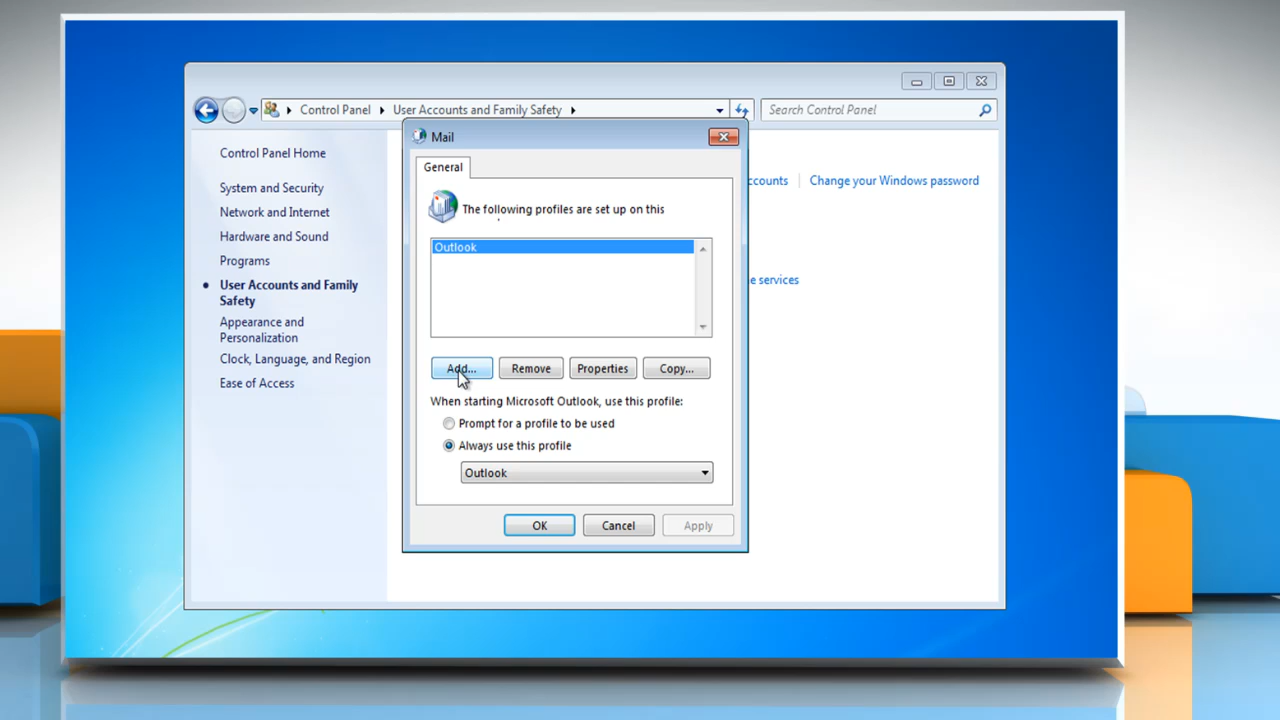 Control Panel
User Accounts and Family Safety
Search Control Panel
Mail
Control Panel Home
General
System and Security
ccounts
Change your Windows password
The following profiles are set up on this
Network and Internet
Hardware and Sound
Outlook
Programs
User Accounts and Family
Safety
e services
Appearance and
Personalization
Clock, Language, and Region
Add...
Remove
Properties
Copy...
Ease of Access
When starting Microsoft Outlook, use this profile:
Prompt for a profile to be used
Always use this profile
Outlook
OK
Cancel
Apply